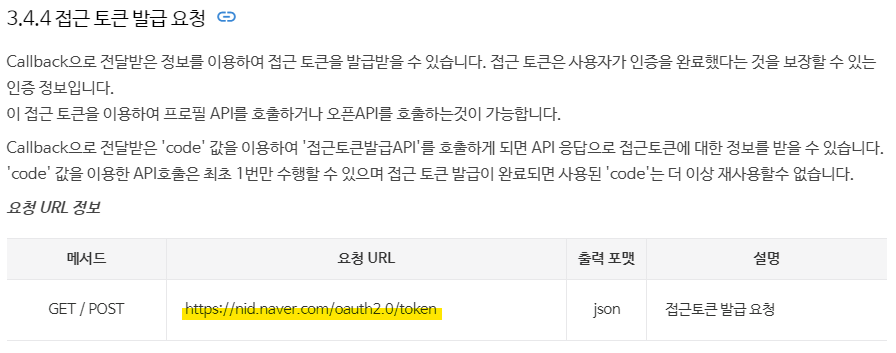 3.4.4 접근 토큰 발급 요청
Callback으로 전달받은 정보를 이용하여 접근 토큰을 발급받을 수 있습니다. 접근 토큰은 사용자가 인증을 완료했다는 것을 보장할 수 있는
인증 정보입니다.
이 접근 토큰을 이용하여 프로필 API를 호출하거나 오픈API를 호출하는것이 가능합니다.
Callback으로 전달받은 'code' 값을 이용하여 '접근토큰발급API'를 호출하게 되면 API 응답으로 접근토큰에 대한 정보를 받을 수 있습니다.
'code' 값을 이용한 API호출은 최초 1번만 수행할 수 있으며 접근 토큰 발급이 완료되면 사용된 'code'는 더 이상 재사용할수 없습니다.
요청 URL 정보
메서드 요청 URL 출력 포맷 설명
GET / POST https://nid.naver.com/oauth2.0/token json 접근토큰 발급 요청